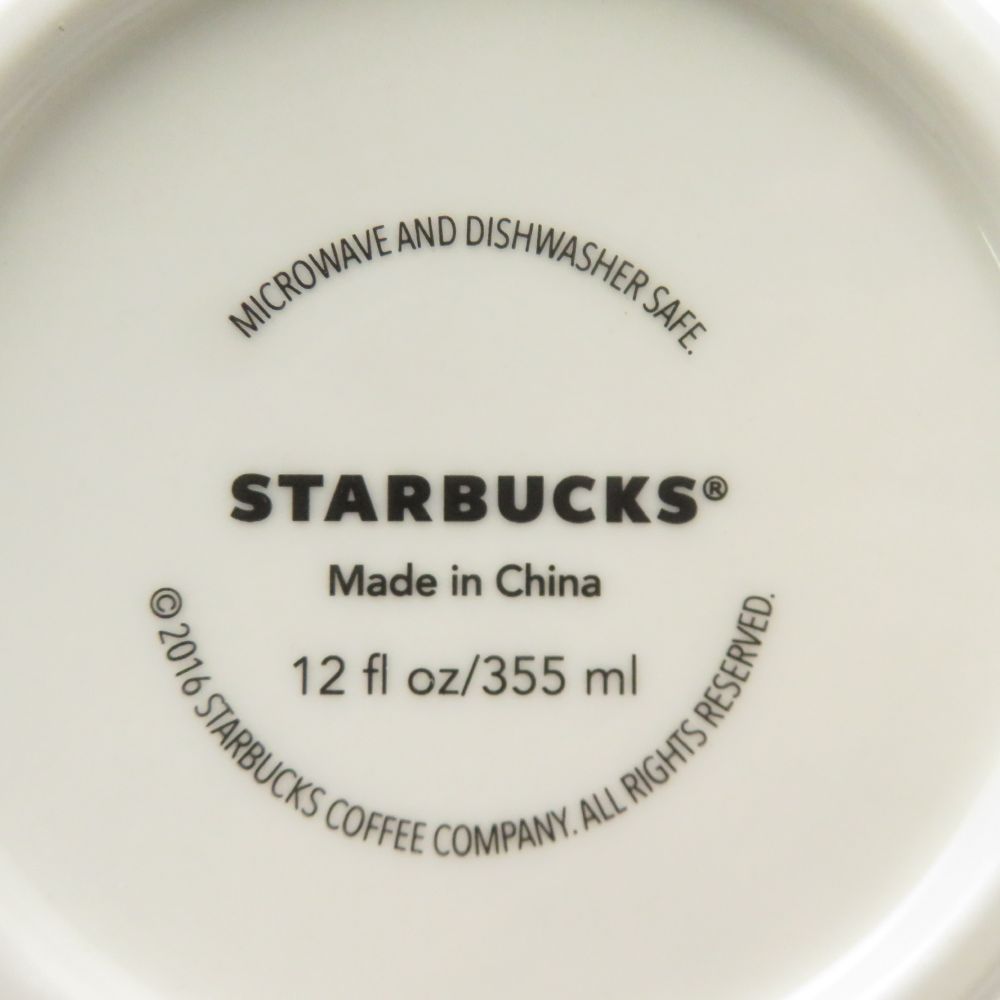 MICROWAVE AND DISHWASHER SAFE.
STARBUCKS®
Made in China
12 fl oz/355 ml
© 2016 STARBUCKS COFFEE COMPANY. ALL RIGHTS RESERVED.